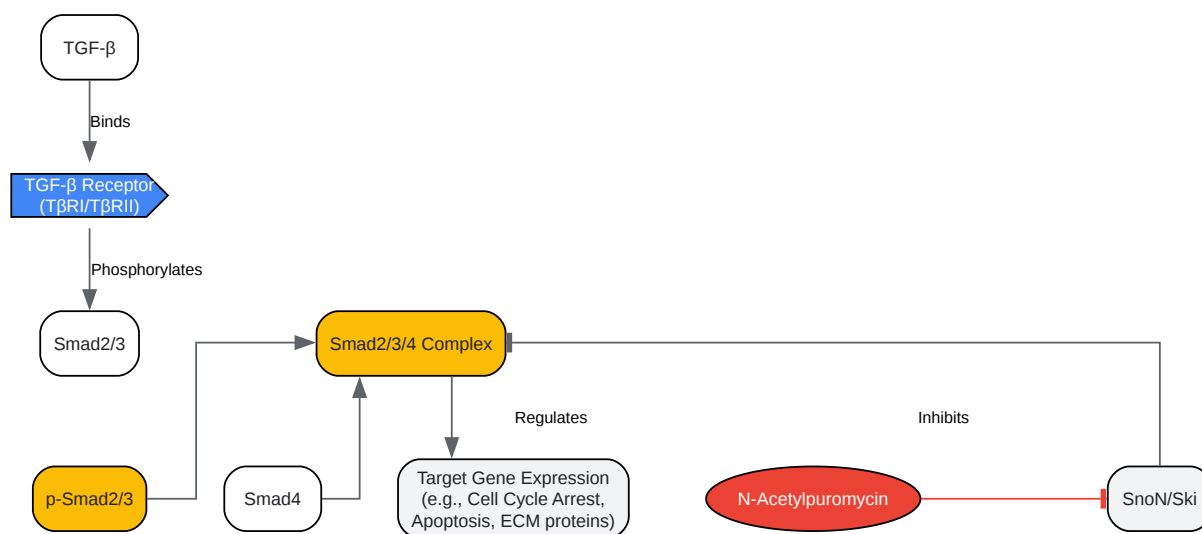 TGF-β
Binds
TGF-β Receptor
(TβRI/TβRII)
Phosphorylates
Smad2/3
Smad2/3/4 Complex
Regulates
Inhibits
p-Smad2/3
Smad4
Target Gene Expression
(e.g., Cell Cycle Arrest,
Apoptosis, ECM proteins)
N-Acetylpuromycin
SnoN/Ski